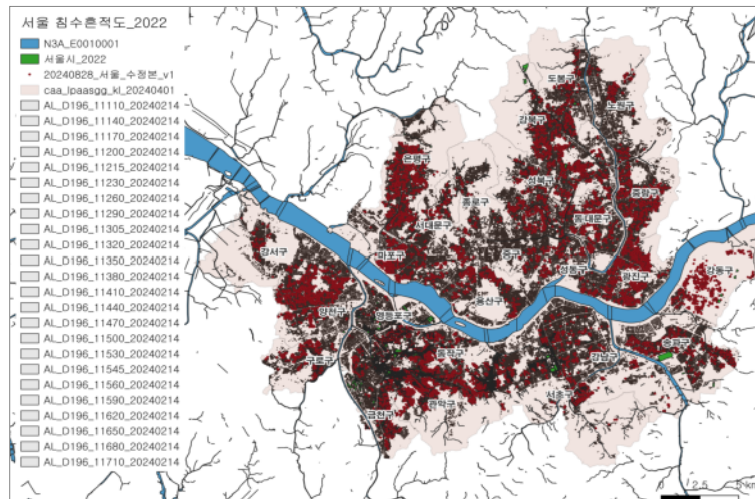 서울 침수흔적도_2022
N3A_E0010001
서울시_2022
20240828_서울_수정본_v1
caa_lpaasgg_kl_20240401
AL_D196_11110_20240214
AL_D196_11140_20240214
AL_D196_11170_20240214
AL_D196_11200_20240214
AL_D196_11215_20240214
AL_D196_11230_20240214
AL_D196_11260_20240214
AL_D196_11290_20240214
AL_D196_11305_20240214
AL_D196_11320_20240214
AL_D196_11350_20240214
AL_D196_11380_20240214
AL_D196_11410_20240214
AL_D196_11440_20240214
AL_D196_11470_20240214
AL_D196_11500_20240214
AL_D196_11530_20240214
AL_D196_11545_20240214
AL_D196_11560_20240214
AL_D196_11590_20240214
AL_D196_11620_20240214
AL_D196_11650_20240214
AL_D196_11680_20240214
AL_D196_11710_20240214
도봉구
노원구
강북구
은평구
성북구
중랑구
종로구
서대문구
동대문구
중구
강서구
마포구
성동구
광진구
강동구
용산구
양천구
영등포구
송파구
구로구
동작구
강남구
관악구
서초구
금천구
0 2.5 5 km